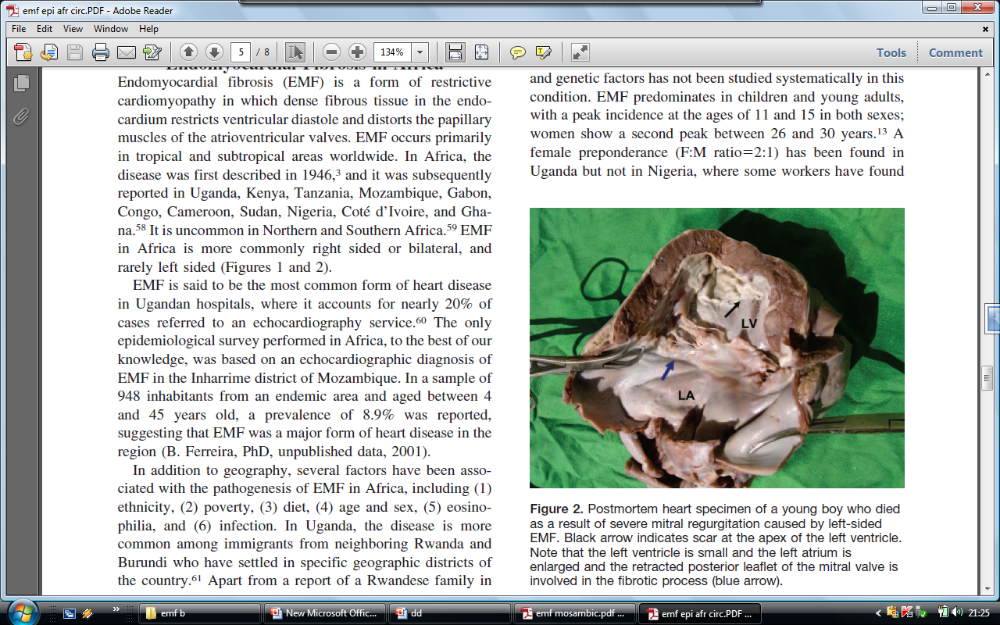 emf epi afr circ.PDF - Adobe Reader
File Edit View Window Help
5 / 8 134% Tools Comment
Endomyocardial Fibrosis in Africa
Endomyocardial fibrosis (EMF) is a form of restrictive
cardiomyopathy in which dense fibrous tissue in the endo-
cardium restricts ventricular diastole and distorts the papillary
muscles of the atrioventricular valves. EMF occurs primarily
in tropical and subtropical areas worldwide. In Africa, the
disease was first described in 1946,³ and it was subsequently
reported in Uganda, Kenya, Tanzania, Mozambique, Gabon,
Congo, Cameroon, Sudan, Nigeria, Coté d'Ivoire, and Gha-
na.⁵⁸ It is uncommon in Northern and Southern Africa.⁵⁹ EMF
in Africa is more commonly right sided or bilateral, and
rarely left sided (Figures 1 and 2).
EMF is said to be the most common form of heart disease
in Ugandan hospitals, where it accounts for nearly 20% of
cases referred to an echocardiography service.⁶⁰ The only
epidemiological survey performed in Africa, to the best of our
knowledge, was based on an echocardiographic diagnosis of
EMF in the Inharrime district of Mozambique. In a sample of
948 inhabitants from an endemic area and aged between 4
and 45 years old, a prevalence of 8.9% was reported,
suggesting that EMF was a major form of heart disease in the
region (B. Ferreira, PhD, unpublished data, 2001).
In addition to geography, several factors have been asso-
ciated with the pathogenesis of EMF in Africa, including (1)
ethnicity, (2) poverty, (3) diet, (4) age and sex, (5) eosino-
philia, and (6) infection. In Uganda, the disease is more
common among immigrants from neighboring Rwanda and
Burundi who have settled in specific geographic districts of
the country.⁶¹ Apart from a report of a Rwandese family in
and genetic factors has not been studied systematically in this
condition. EMF predominates in children and young adults,
with a peak incidence at the ages of 11 and 15 in both sexes;
women show a second peak between 26 and 30 years.¹³ A
female preponderance (F:M ratio=2:1) has been found in
Uganda but not in Nigeria, where some workers have found
LV
LA
Figure 2. Postmortem heart specimen of a young boy who died
as a result of severe mitral regurgitation caused by left-sided
EMF. Black arrow indicates scar at the apex of the left ventricle.
Note that the left ventricle is small and the left atrium is
enlarged and the retracted posterior leaflet of the mitral valve is
involved in the fibrotic process (blue arrow).
emf b New Microsoft Offic... dd emf mosambic.pdf ... emf epi afr circ.PDF ... 21:25